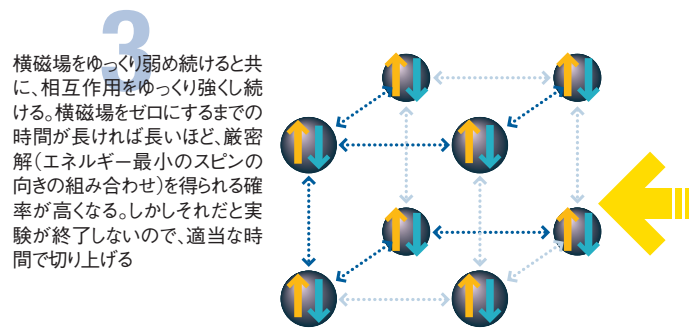 3
横磁場をゆっくり弱め続けると共
に、相互作用をゆっくり強くし続
ける。横磁場をゼロにするまでの
時間が長ければ長いほど、厳密
解（エネルギー最小のスピンの
向きの組み合わせ）を得られる確
率が高くなる。しかしそれだと実
験が終了しないので、適当な時
間で切り上げる